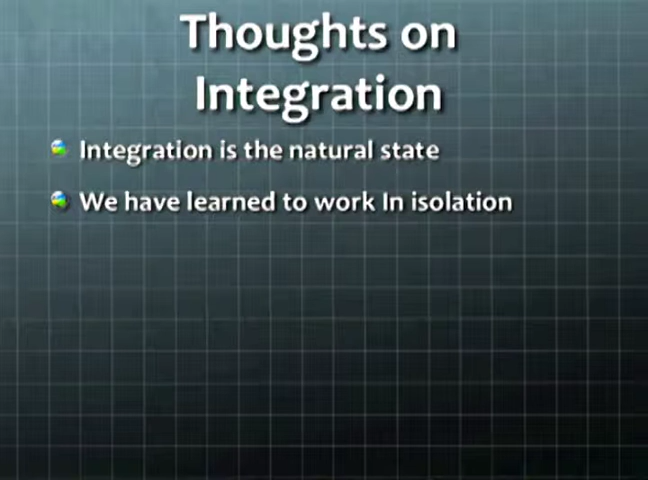 Thoughts on
Integration
Integration is the natural state
We have learned to work In isolation